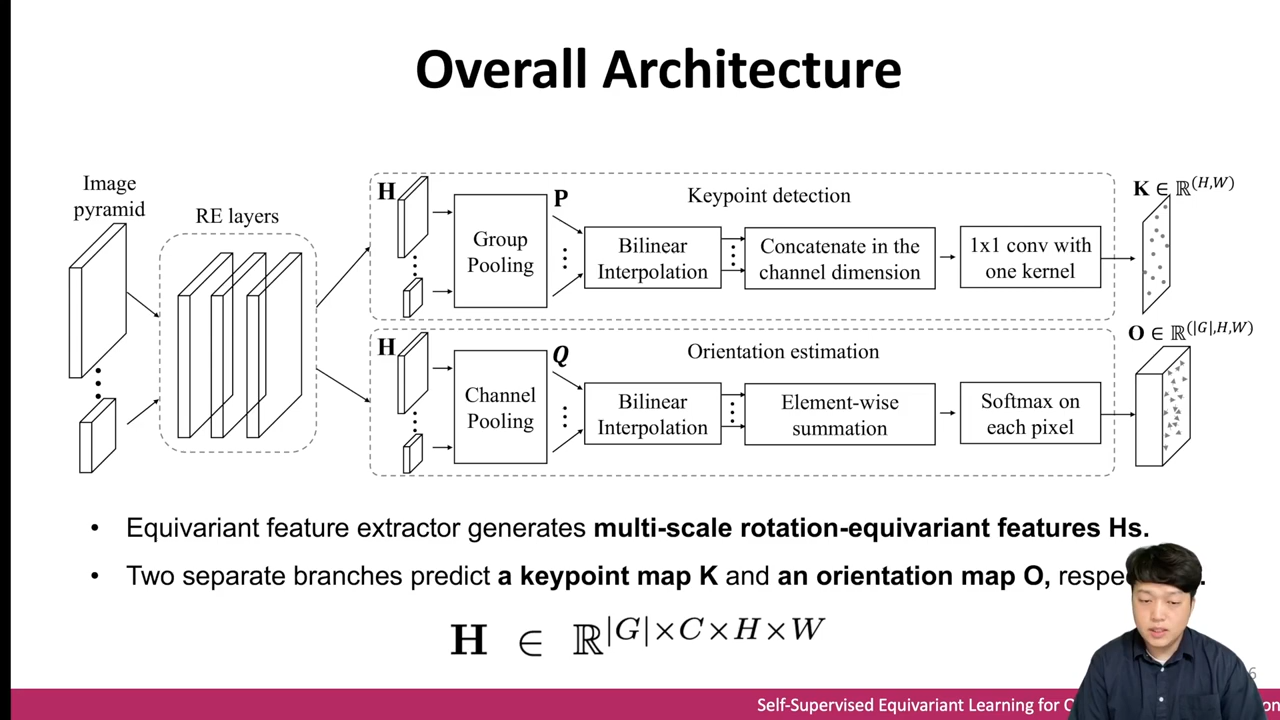 Overall Architecture
Image
pyramid
RE layers
H
Group
Pooling
P
Keypoint detection
Bilinear
Interpolation
Concatenate in the
channel dimension
1x1 conv with
one kernel
K ∈ ℝ^(H,W)
H
Channel
Pooling
Q
Orientation estimation
Bilinear
Interpolation
Element-wise
summation
Softmax on
each pixel
O ∈ ℝ^(|G|,H,W)
• Equivariant feature extractor generates multi-scale rotation-equivariant features Hs.
• Two separate branches predict a keypoint map K and an orientation map O,
H ∈ ℝ^|G|×C×H×W
6
Self-Supervised Equivariant Learning for